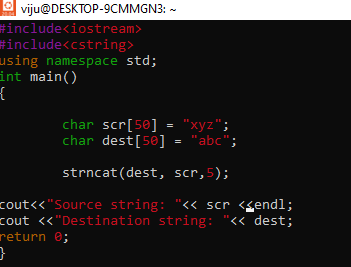 viju@DESKTOP-9CMMGN3: ~
#include<iostream>
#include<cstring>
using namespace std;
int main()
{
char scr[50] = "xyz";
char dest[50] = "abc";
strncat(dest, scr,5);
cout<<"Source string: "<< scr <<endl;
cout <<"Destination string: "<< dest;
return 0;
}